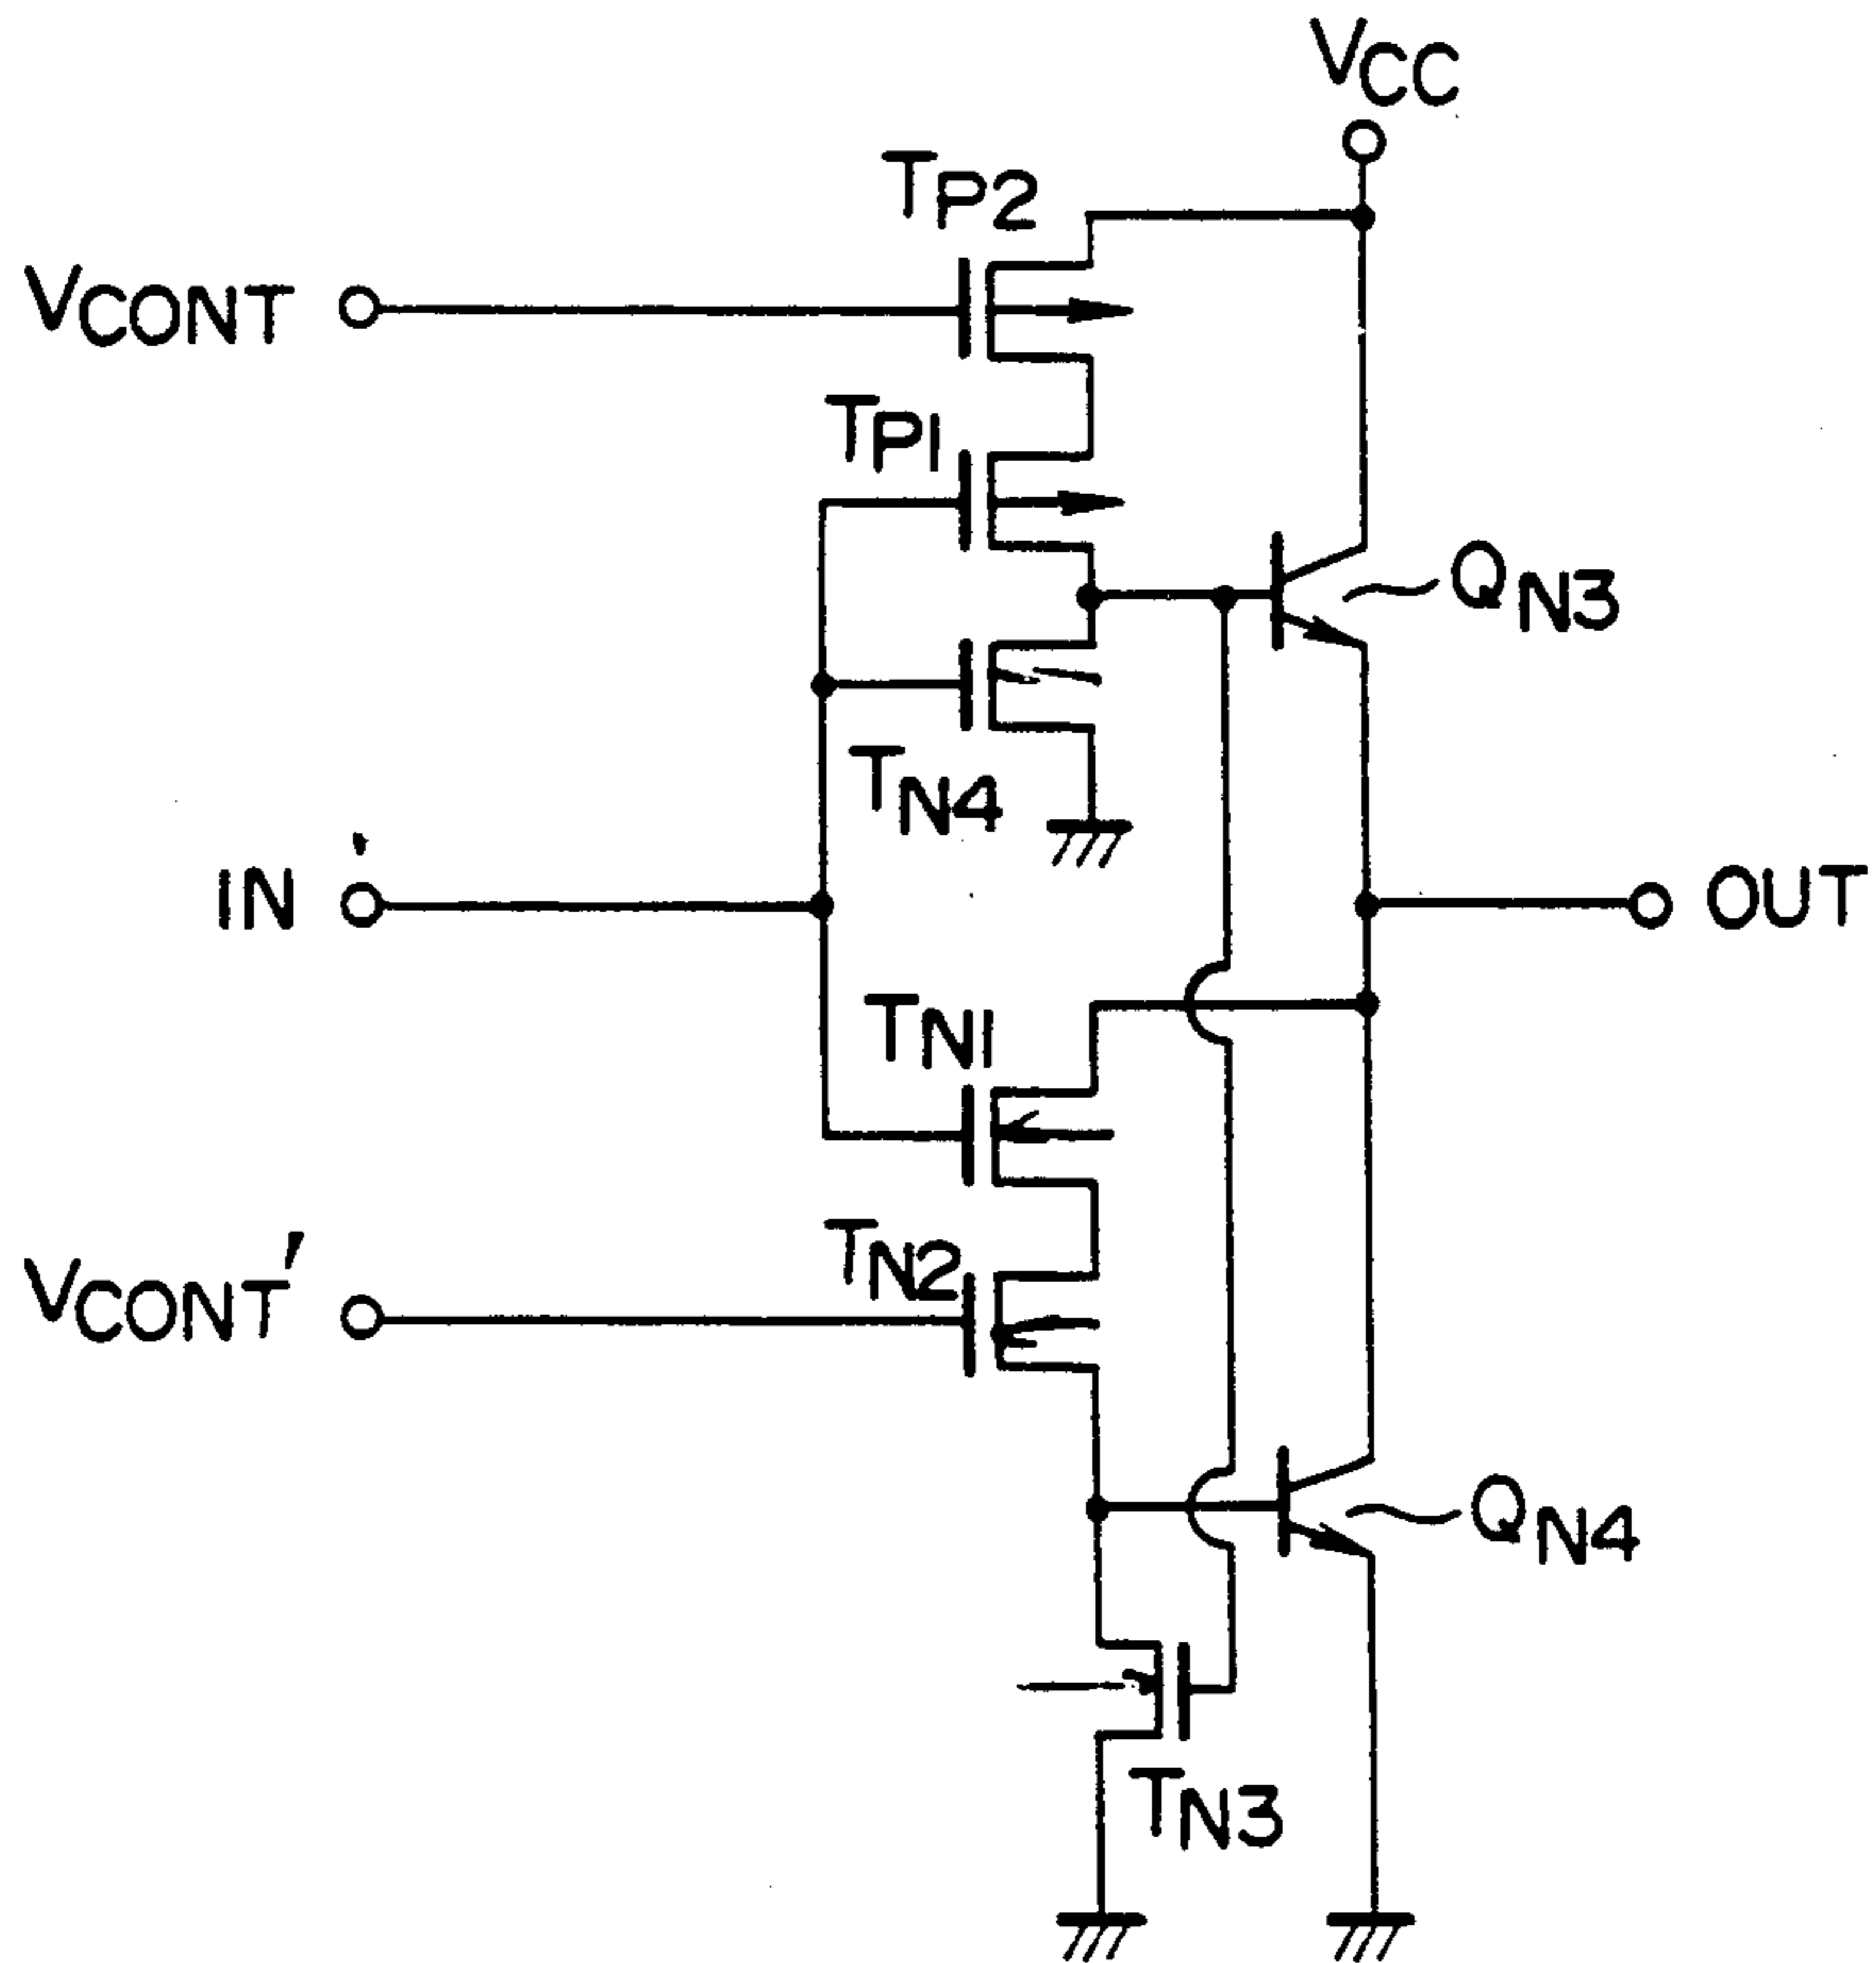 VCC
TP2
VCONT
TP1
QN3
TN4
IN
OUT
TN1
TN2
VCONT'
QN4
TN3